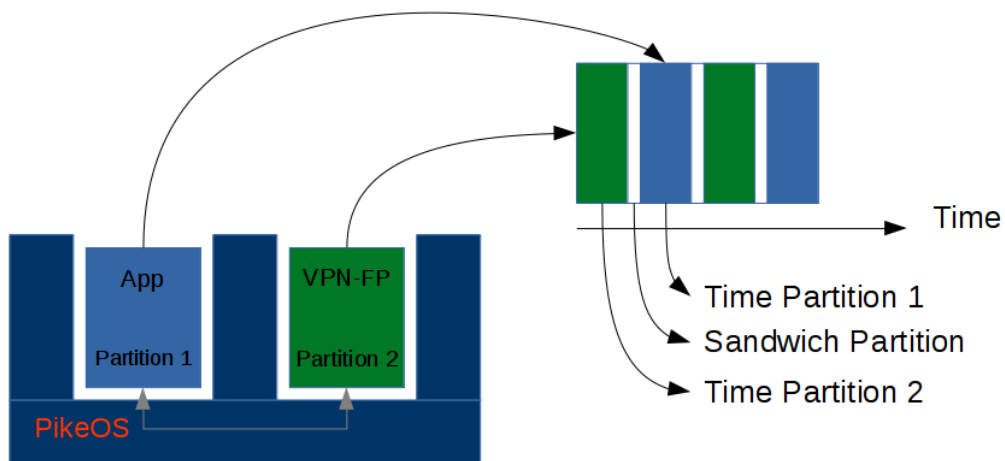 Time
App
VPN-FP
Time Partition 1
Sandwich Partition
Partition 1
Partition 2
Time Partition 2
PikeOS